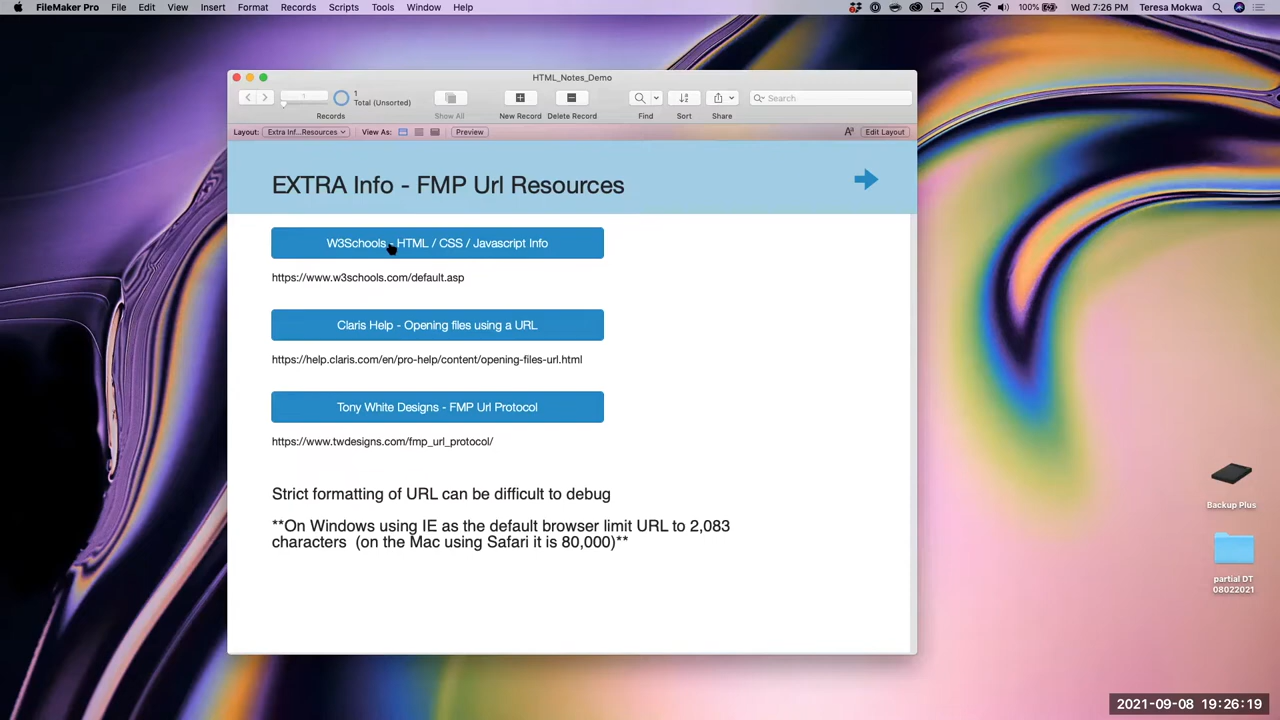 FileMaker Pro File Edit View Insert Format Records Scripts Tools Window Help 100% Wed 7:26 PM Teresa Mokwa
HTML_Notes_Demo
1
1
Total (Unsorted)
Search
Records Show All New Record Delete Record Find Sort Share
Layout: Extra Inf...Resources View As: Preview Edit Layout
EXTRA Info - FMP Url Resources
W3Schools - HTML / CSS / Javascript Info
https://www.w3schools.com/default.asp
Claris Help - Opening files using a URL
https://help.claris.com/en/pro-help/content/opening-files-url.html
Tony White Designs - FMP Url Protocol
https://www.twdesigns.com/fmp_url_protocol/
Strict formatting of URL can be difficult to debug
**On Windows using IE as the default browser limit URL to 2,083
characters (on the Mac using Safari it is 80,000)**
Backup Plus
partial DT
08022021
2021-09-08 19:26:19